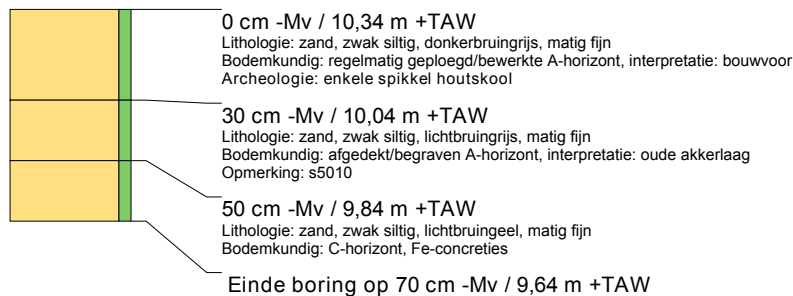 0 cm -Mv / 10,34 m +TAW
Lithologie: zand, zwak siltig, donkerbruingrijs, matig fijn
Bodemkundig: regelmatig geploegd/bewerkte A-horizont, interpretatie: bouwvoor
Archeologie: enkele spikkel houtskool
30 cm -Mv / 10,04 m +TAW
Lithologie: zand, zwak siltig, lichtbruingrijs, matig fijn
Bodemkundig: afgedekt/begraven A-horizont, interpretatie: oude akkerlaag
Opmerking: s5010
50 cm -Mv / 9,84 m +TAW
Lithologie: zand, zwak siltig, lichtbruingeel, matig fijn
Bodemkundig: C-horizont, Fe-concreties
Einde boring op 70 cm -Mv / 9,64 m +TAW